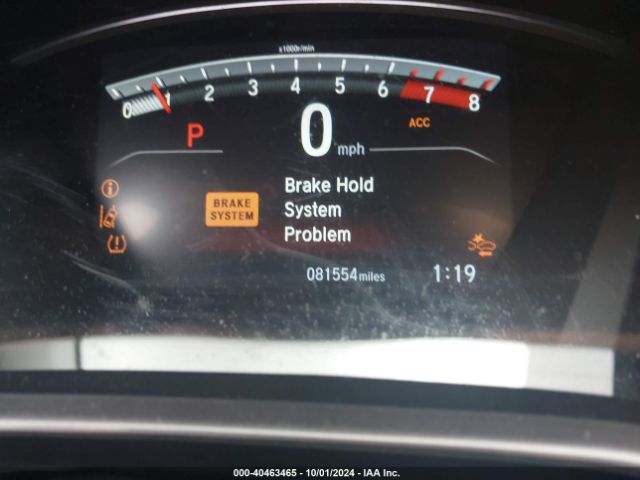 x1000r/min
0 1 2 3 4 5 6 7 8
P
0 mph
ACC
BRAKE
SYSTEM
Brake Hold
System
Problem
081554 miles
1:19
000-40463465 - 10/01/2024 - IAA Inc.